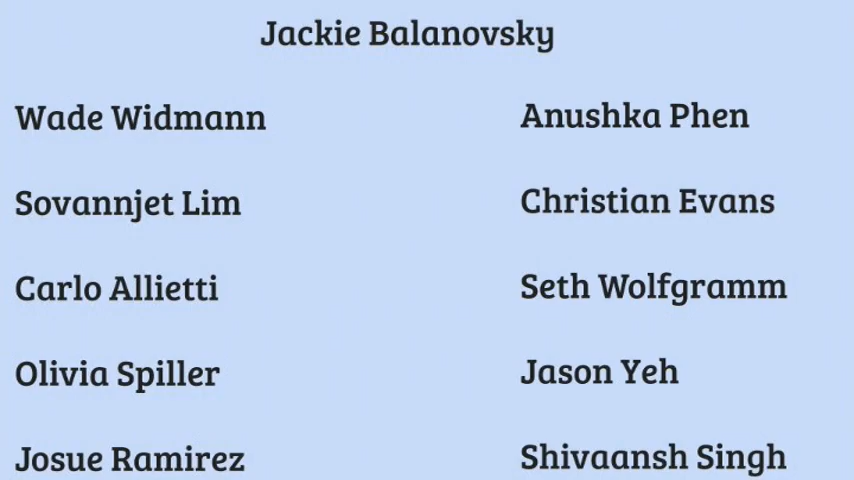 Jackie Balanovsky
Wade Widmann
Anushka Phen
Sovannjet Lim
Christian Evans
Carlo Allietti
Seth Wolfgramm
Olivia Spiller
Jason Yeh
Josue Ramirez
Shivaansh Singh